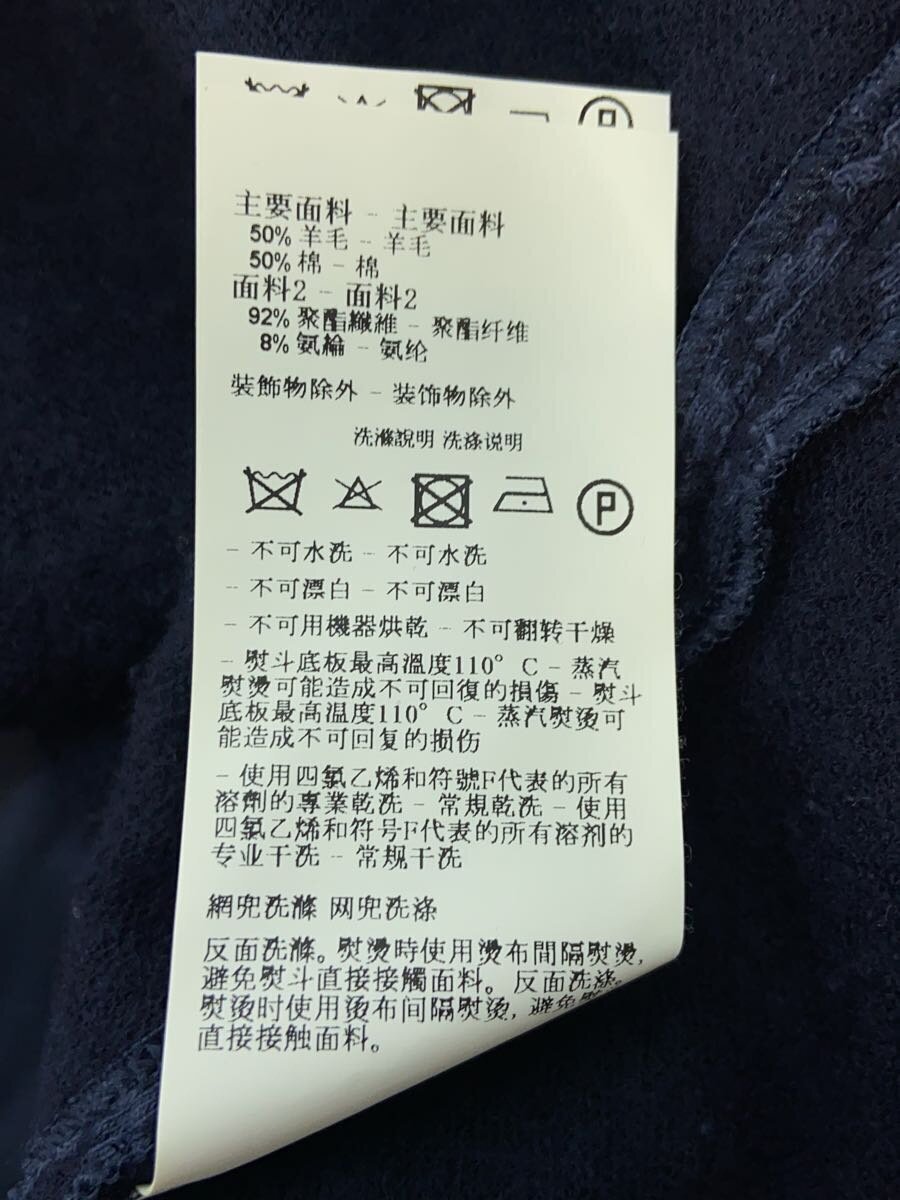 主要面料 - 主要面料
50% 羊毛 - 羊毛
50% 棉 - 棉
面料2 - 面料2
92% 聚酯纖維 - 聚酯纤维
8% 氨綸 - 氨纶
裝飾物除外 - 装饰物除外
洗滌說明 洗涤说明
P
- 不可水洗 - 不可水洗
- 不可漂白 - 不可漂白
- 不可用機器烘乾 - 不可翻转干燥
- 熨斗底板最高溫度110° C - 蒸汽
熨燙可能造成不可回復的損傷 - 熨斗
底板最高温度110° C - 蒸汽熨烫可
能造成不可回复的损伤
- 使用四氯乙烯和符號F代表的所有
溶劑的專業乾洗 - 常規乾洗 - 使用
四氯乙烯和符号F代表的所有溶剂的
专业干洗 - 常规干洗
網兜洗滌 网兜洗涤
反面洗滌。熨燙時使用燙布間隔熨燙,
避免熨斗直接接觸面料。反面洗涤。
熨烫时使用烫布间隔熨烫, 避免
直接接触面料。